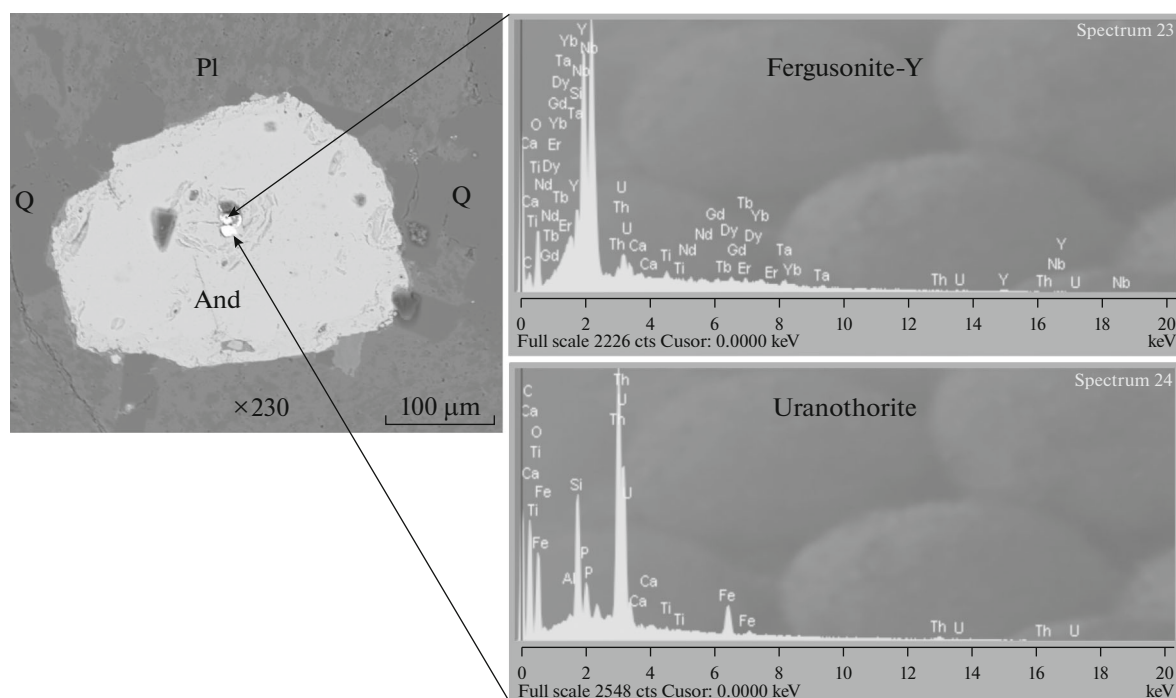 Pl
Q
Q
And
×230
100 μm
Spectrum 23
Fergusonite-Y
Yb Y
Ta Nb
Nb
Dy
Si
Gd
Ta
O Yb
Ca Er
Ti Dy
Nd Y
Ca Tb
Nd
Ti Er
Tb
C Gd
U
Th
U
Th Ca
Ca
Ti
Ti
Nd
Nd
Gd
Dy
Gd
Tb Er
Tb
Yb
Dy
Er
Ta
Yb
Ta
Th U
Y
Th
Nb
Y
U
Nb
0 2 4 6 8 10 12 14 16 18 20
Full scale 2226 cts Cusor: 0.0000 keV
keV
Spectrum 24
Uranothorite
C
Ca
O
Ti
Ca
Fe
Ti
Fe
Si
P
Al P
Th
U
Th
U
Ca
Ca
Ti
Ti
Fe
Fe
Th U
Th U
0 2 4 6 8 10 12 14 16 18 20
Full scale 2548 cts Cusor: 0.0000 keV
keV